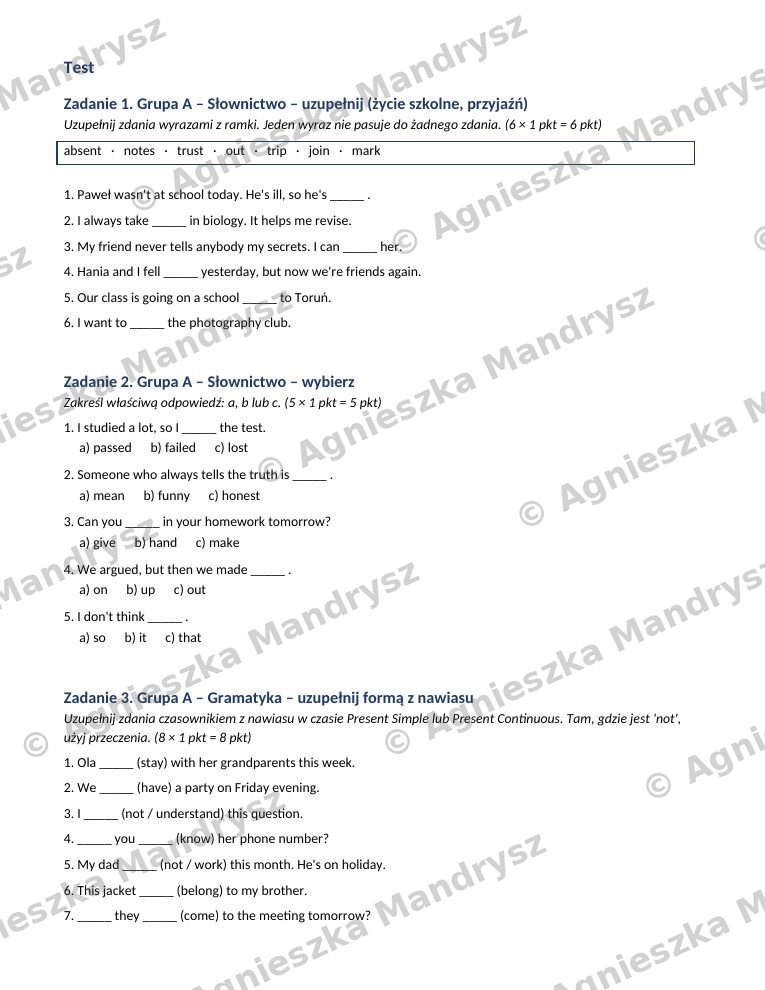 Test
Zadanie 1. Grupa A – Słownictwo – uzupełnij (życie szkolne, przyjaźń)
Uzupełnij zdania wyrazami z ramki. Jeden wyraz nie pasuje do żadnego zdania. (6 × 1 pkt = 6 pkt)
absent · notes · trust · out · trip · join · mark
1. Paweł wasn't at school today. He's ill, so he's _____ .
2. I always take _____ in biology. It helps me revise.
3. My friend never tells anybody my secrets. I can _____ her.
4. Hania and I fell _____ yesterday, but now we're friends again.
5. Our class is going on a school _____ to Toruń.
6. I want to _____ the photography club.
Zadanie 2. Grupa A – Słownictwo – wybierz
Zakreśl właściwą odpowiedź: a, b lub c. (5 × 1 pkt = 5 pkt)
1. I studied a lot, so I _____ the test.
a) passed b) failed c) lost
2. Someone who always tells the truth is _____ .
a) mean b) funny c) honest
3. Can you _____ in your homework tomorrow?
a) give b) hand c) make
4. We argued, but then we made _____ .
a) on b) up c) out
5. I don't think _____ .
a) so b) it c) that
Zadanie 3. Grupa A – Gramatyka – uzupełnij formą z nawiasu
Uzupełnij zdania czasownikiem z nawiasu w czasie Present Simple lub Present Continuous. Tam, gdzie jest 'not',
użyj przeczenia. (8 × 1 pkt = 8 pkt)
1. Ola _____ (stay) with her grandparents this week.
2. We _____ (have) a party on Friday evening.
3. I _____ (not / understand) this question.
4. _____ you _____ (know) her phone number?
5. My dad _____ (not / work) this month. He's on holiday.
6. This jacket _____ (belong) to my brother.
7. _____ they _____ (come) to the meeting tomorrow?
© Agnieszka Mandrysz